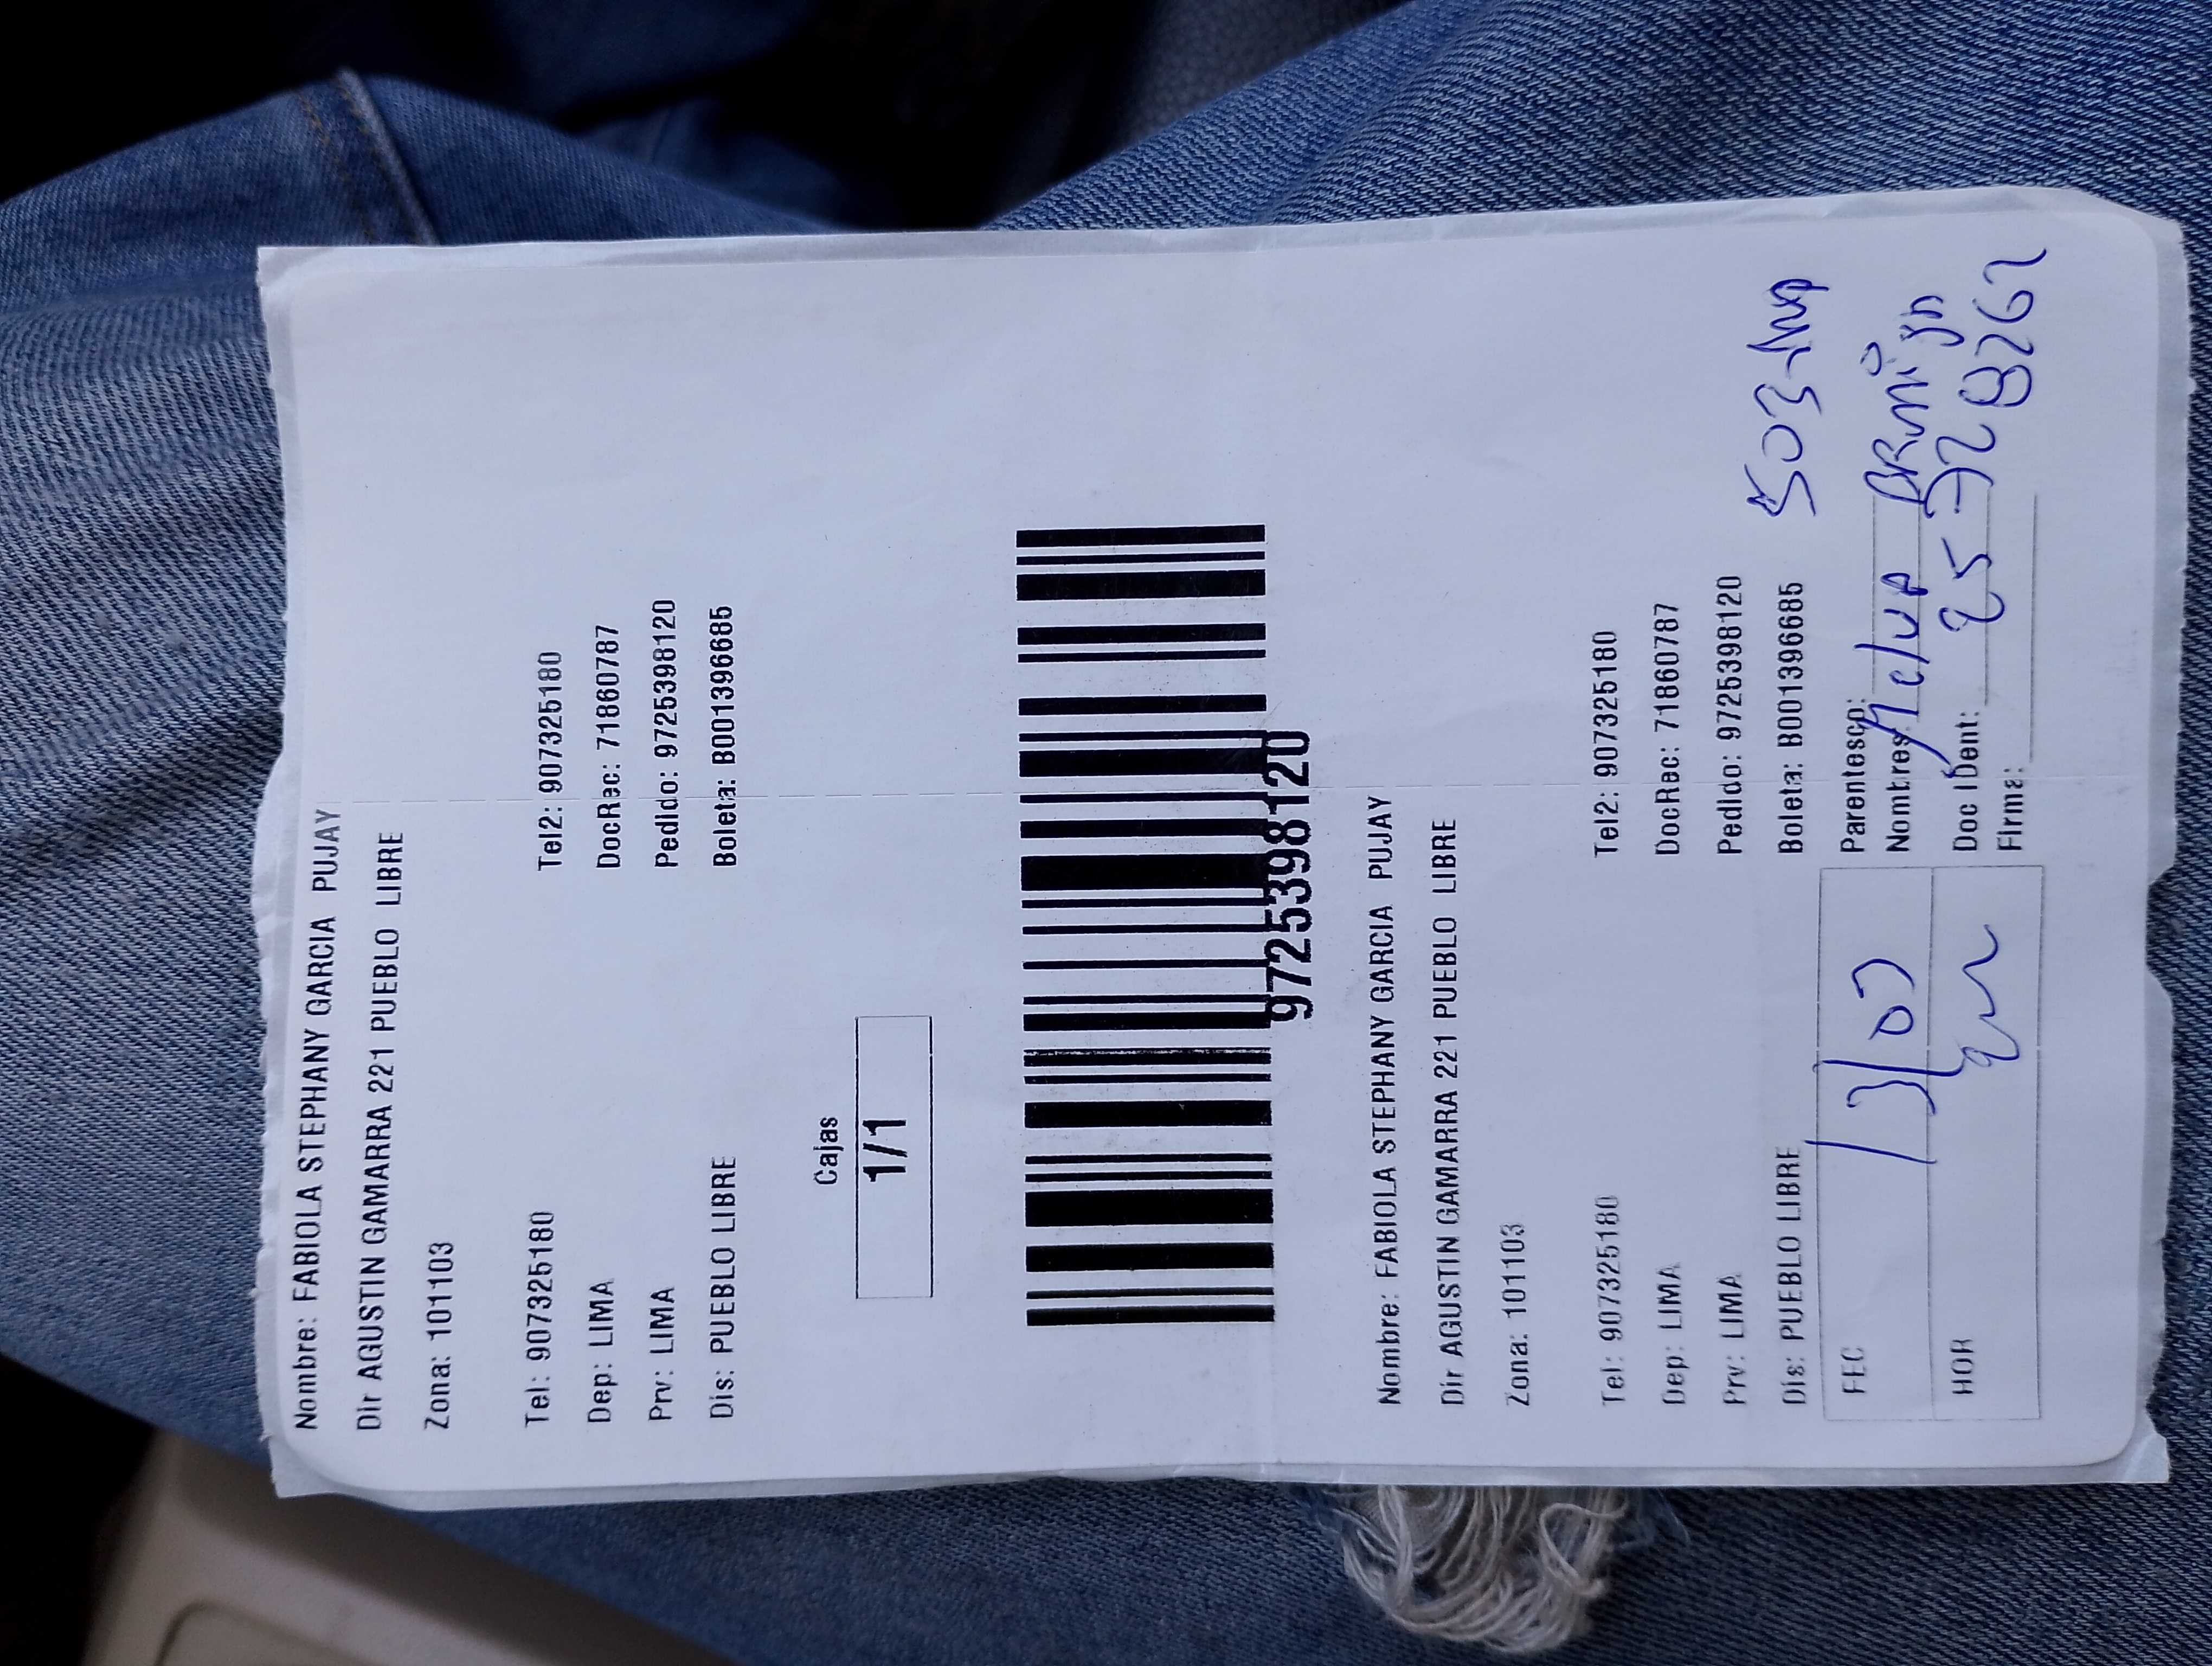 Nombre: FABIOLA STEPHANY GARCIA PUJAY
Dir AGUSTIN GAMARRA 221 PUEBLO LIBRE
Zona: 101103
Tel: 907325180 Tel2: 907325180
Dep: LIMA DocRec: 71860787
Prv: LIMA Pedido: 9725398120
Dis: PUEBLO LIBRE Boleta: B001396685
Cajas
1/1
9725398120
Nombre: FABIOLA STEPHANY GARCIA PUJAY
Dir AGUSTIN GAMARRA 221 PUEBLO LIBRE
Zona: 101103
Tel: 907325180 Tel2: 907325180
Dep: LIMA DocRec: 71860787
Prv: LIMA Pedido: 9725398120
Dis: PUEBLO LIBRE Boleta: B001396685
FEC Parentesco:
Nombres:
HOR Doc Ident: 25728262
Firma: